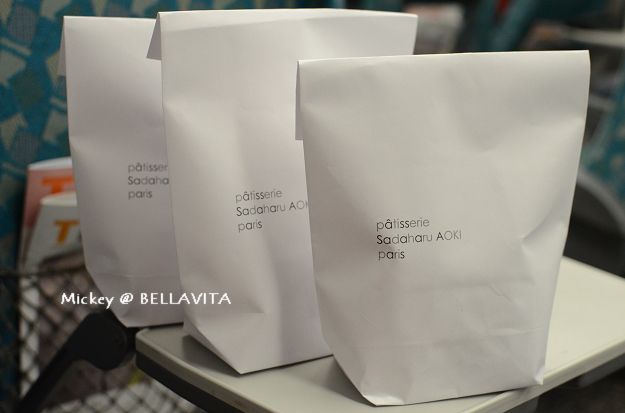 pâtisserie
Sadaharu
paris
pâtisserie
Sadaharu AOKI
paris
pâtisserie
Sadaharu AOKI
paris
Mickey @ BELLAVITA